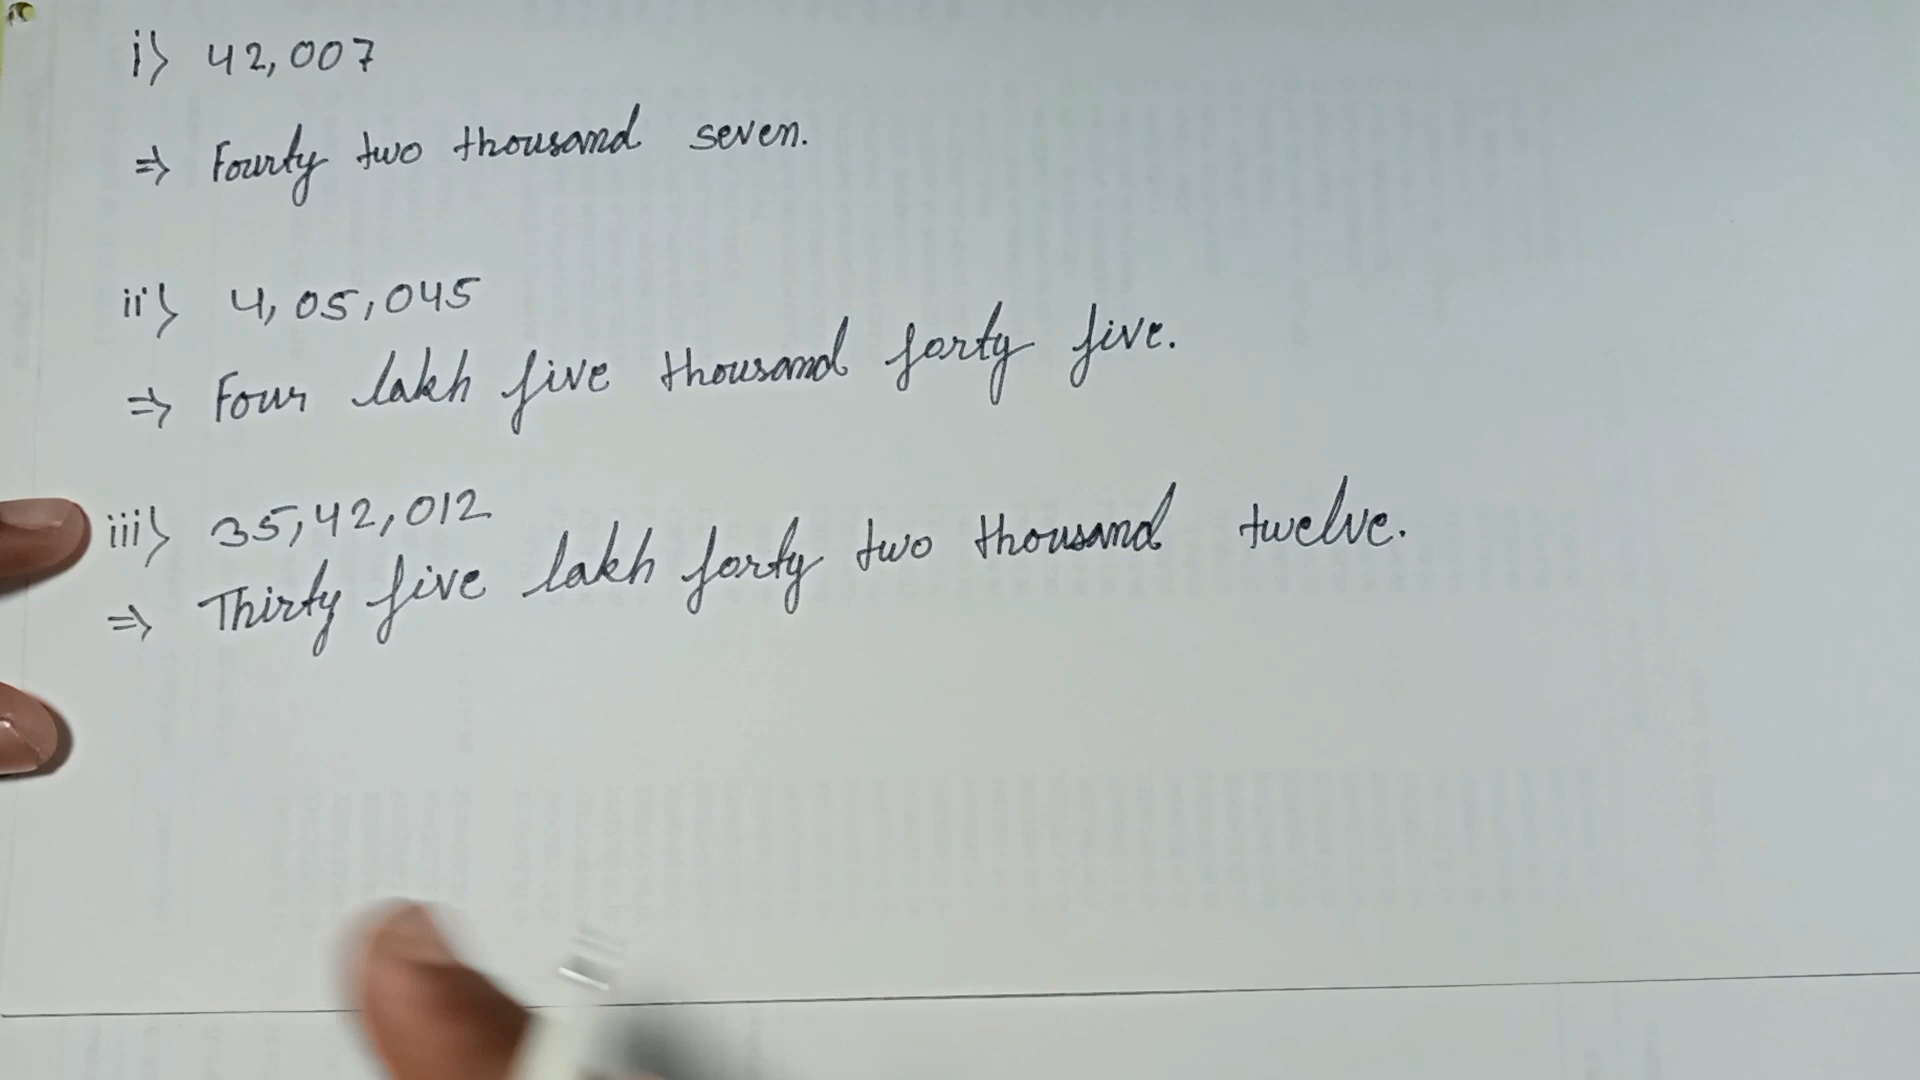 i) 42,007
⇒ Fourty two thousand seven.
ii) 4,05,045
⇒ Four lakh five thousand forty five.
iii) 35,42,012
⇒ Thirty five lakh forty two thousand twelve.